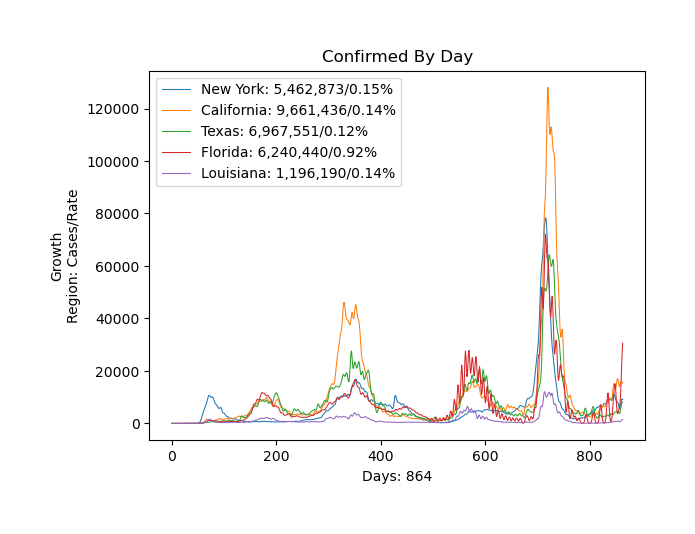 Confirmed By Day
New York: 5,462,873/0.15%
California: 9,661,436/0.14%
Texas: 6,967,551/0.12%
Florida: 6,240,440/0.92%
Louisiana: 1,196,190/0.14%
120000
100000
80000
60000
40000
20000
0
Growth
Region: Cases/Rate
0 200 400 600 800
Days: 864